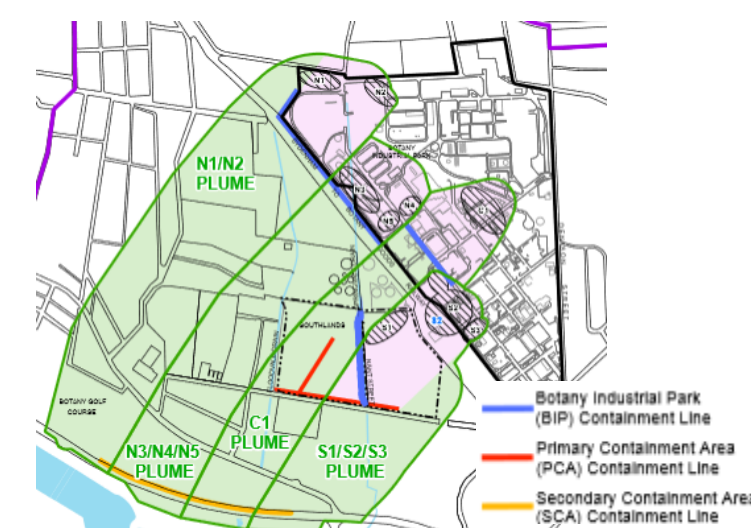 N1
N2
BOTANY
INDUSTRIAL PARK
N1/N2
PLUME
N3
N4
N5
C1
S2
S2
S3
S1
SOUTHLANDS
BOTANY GOLF
COURSE
C1
PLUME
N3/N4/N5
PLUME
S1/S2/S3
PLUME
Botany Industrial Park
(BIP) Containment Line
Primary Containment Area
(PCA) Containment Line
Secondary Containment Area
(SCA) Containment Line